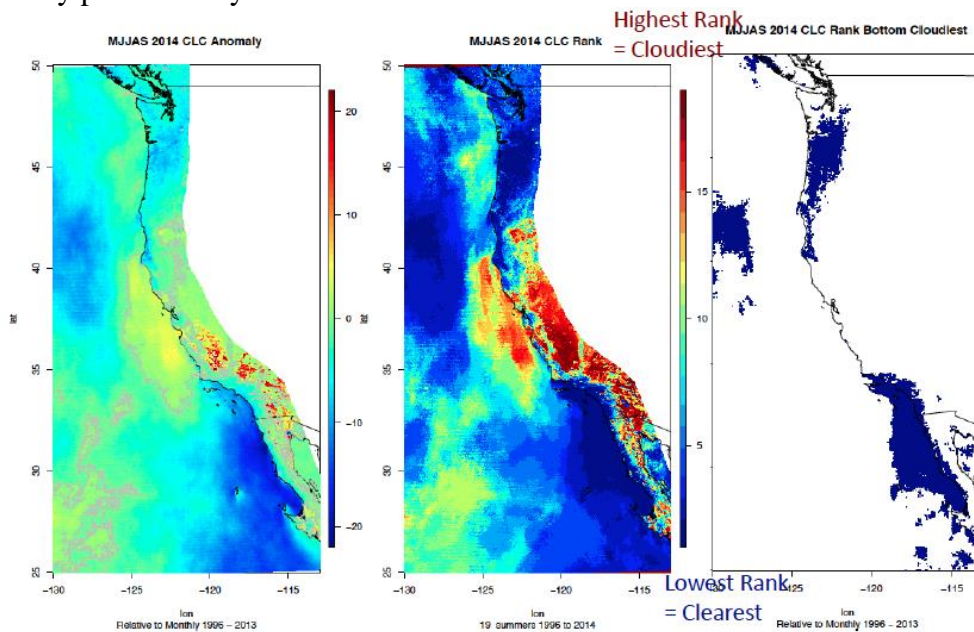 Highest Rank
= Cloudiest
MJJAS 2014 CLC Anomaly
MJJAS 2014 CLC Rank
MJJAS 2014 CLC Rank Bottom Cloudiest
50
45
40
35
30
25
lat
−130
−125
−120
−115
lon
Relative to Monthly 1996 − 2013
20
10
0
−10
−20
50
45
40
35
30
25
lat
−130
−125
−120
−115
lon
19 summers 1996 to 2014
15
10
5
Lowest Rank
= Clearest
−130
−125
−120
−115
lon
Relative to Monthly 1996 − 2013